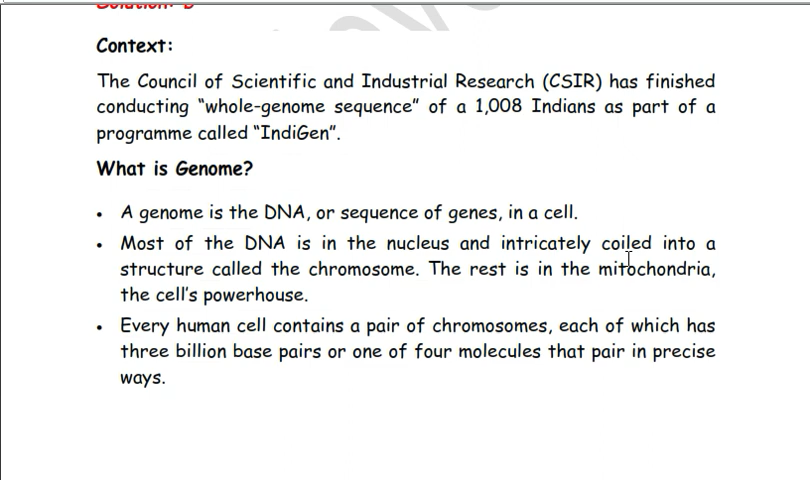 Solution: D
Context:
The Council of Scientific and Industrial Research (CSIR) has finished
conducting “whole-genome sequence” of a 1,008 Indians as part of a
programme called “IndiGen”.
What is Genome?
• A genome is the DNA, or sequence of genes, in a cell.
• Most of the DNA is in the nucleus and intricately coiled into a
structure called the chromosome. The rest is in the mitochondria,
the cell’s powerhouse.
• Every human cell contains a pair of chromosomes, each of which has
three billion base pairs or one of four molecules that pair in precise
ways.